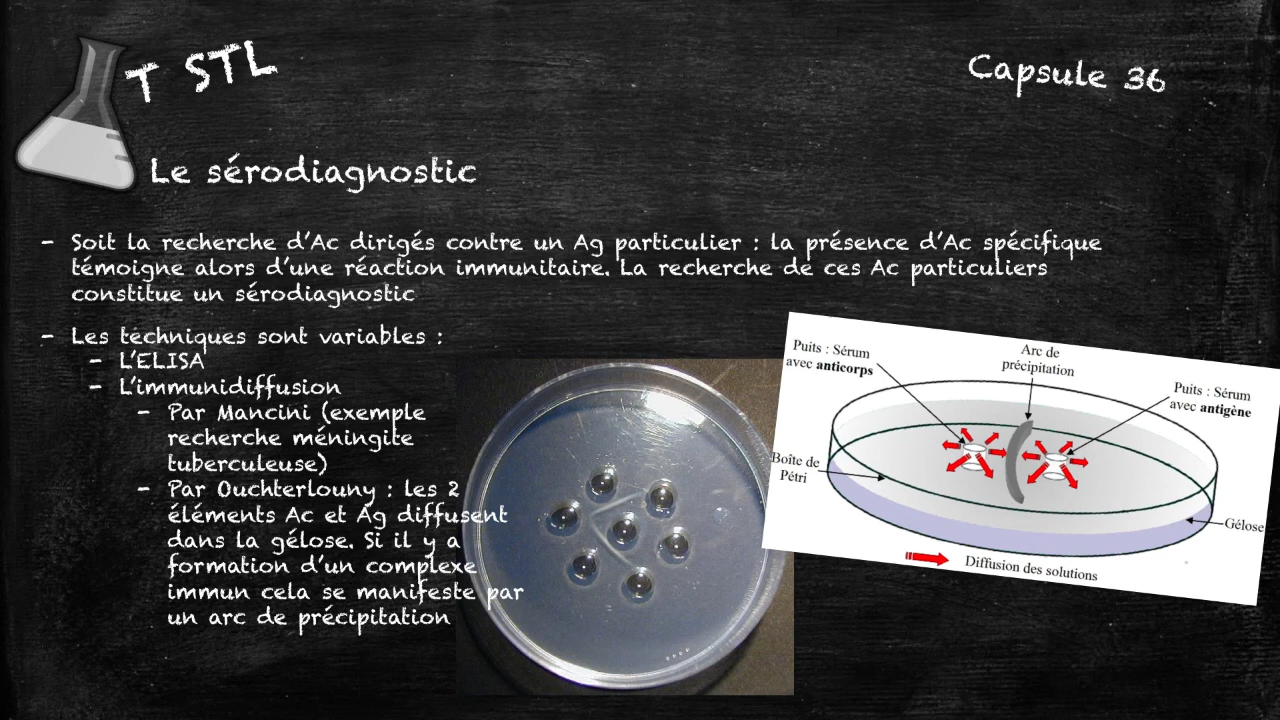 T STL
Capsule 36
Le sérodiagnostic
- Soit la recherche d'Ac dirigés contre un Ag particulier : la présence d'Ac spécifique
témoigne alors d'une réaction immunitaire. La recherche de ces Ac particuliers
constitue un sérodiagnostic
- Les techniques sont variables :
- L'ELISA
- L'immunidiffusion
- Par Mancini (exemple
recherche méningite
tuberculeuse)
- Par Ouchterlouny : les 2
éléments Ac et Ag diffusent
dans la gélose. Si il y a
formation d'un complexe
immun cela se manifeste par
un arc de précipitation
Puits : Sérum
avec anticorps
Arc de
précipitation
Puits : Sérum
avec antigène
Boîte de
Pétri
Gélose
Diffusion des solutions